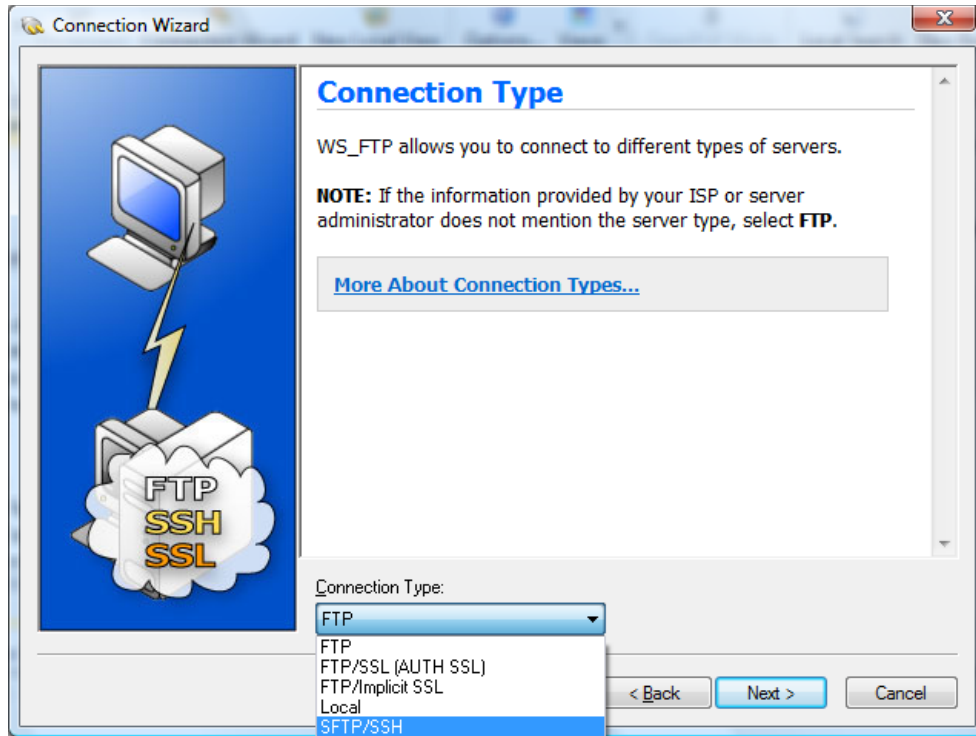 Connection Wizard
Connection Type
WS_FTP allows you to connect to different types of servers.
NOTE: If the information provided by your ISP or server
administrator does not mention the server type, select FTP.
More About Connection Types...
FTP
SSH
SSL
Connection Type:
FTP
FTP
FTP/SSL (AUTH SSL)
FTP/Implicit SSL
Local
SFTP/SSH
< Back
Next >
Cancel